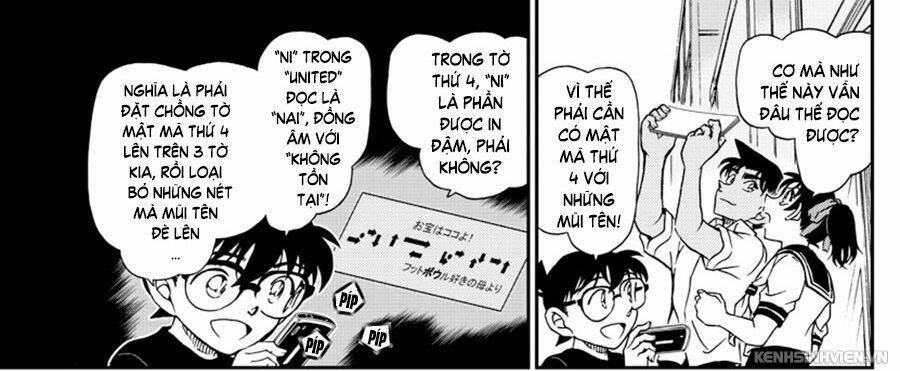 CƠ MÀ NHƯ
THẾ NÀY VẪN
ĐÂU THỂ ĐỌC
ĐƯỢC?
VÌ THẾ
PHẢI CẦN
CÓ MẬT
MÃ THỨ
4 VỚI
NHỮNG
MŨI TÊN!
TRONG TỜ
THỨ 4, “NI”
LÀ PHẦN
ĐƯỢC IN
ĐẬM, PHẢI
KHÔNG?
“NI” TRONG
“UNITED”
ĐỌC LÀ
“NAI”, ĐỒNG
ÂM VỚI
“KHÔNG
TỒN
TẠI”!
NGHĨA LÀ PHẢI
ĐẶT CHỒNG TỜ
MẬT MÃ THỨ 4
LÊN TRÊN 3 TỜ
KIA, RỒI LOẠI
BỎ NHỮNG NÉT
MÀ MŨI TÊN
ĐÈ LÊN
...
お宝はココよ!
フットボウル好きの母より
PÍP
PÍP
PÍP
KENHSINHVIEN.VN